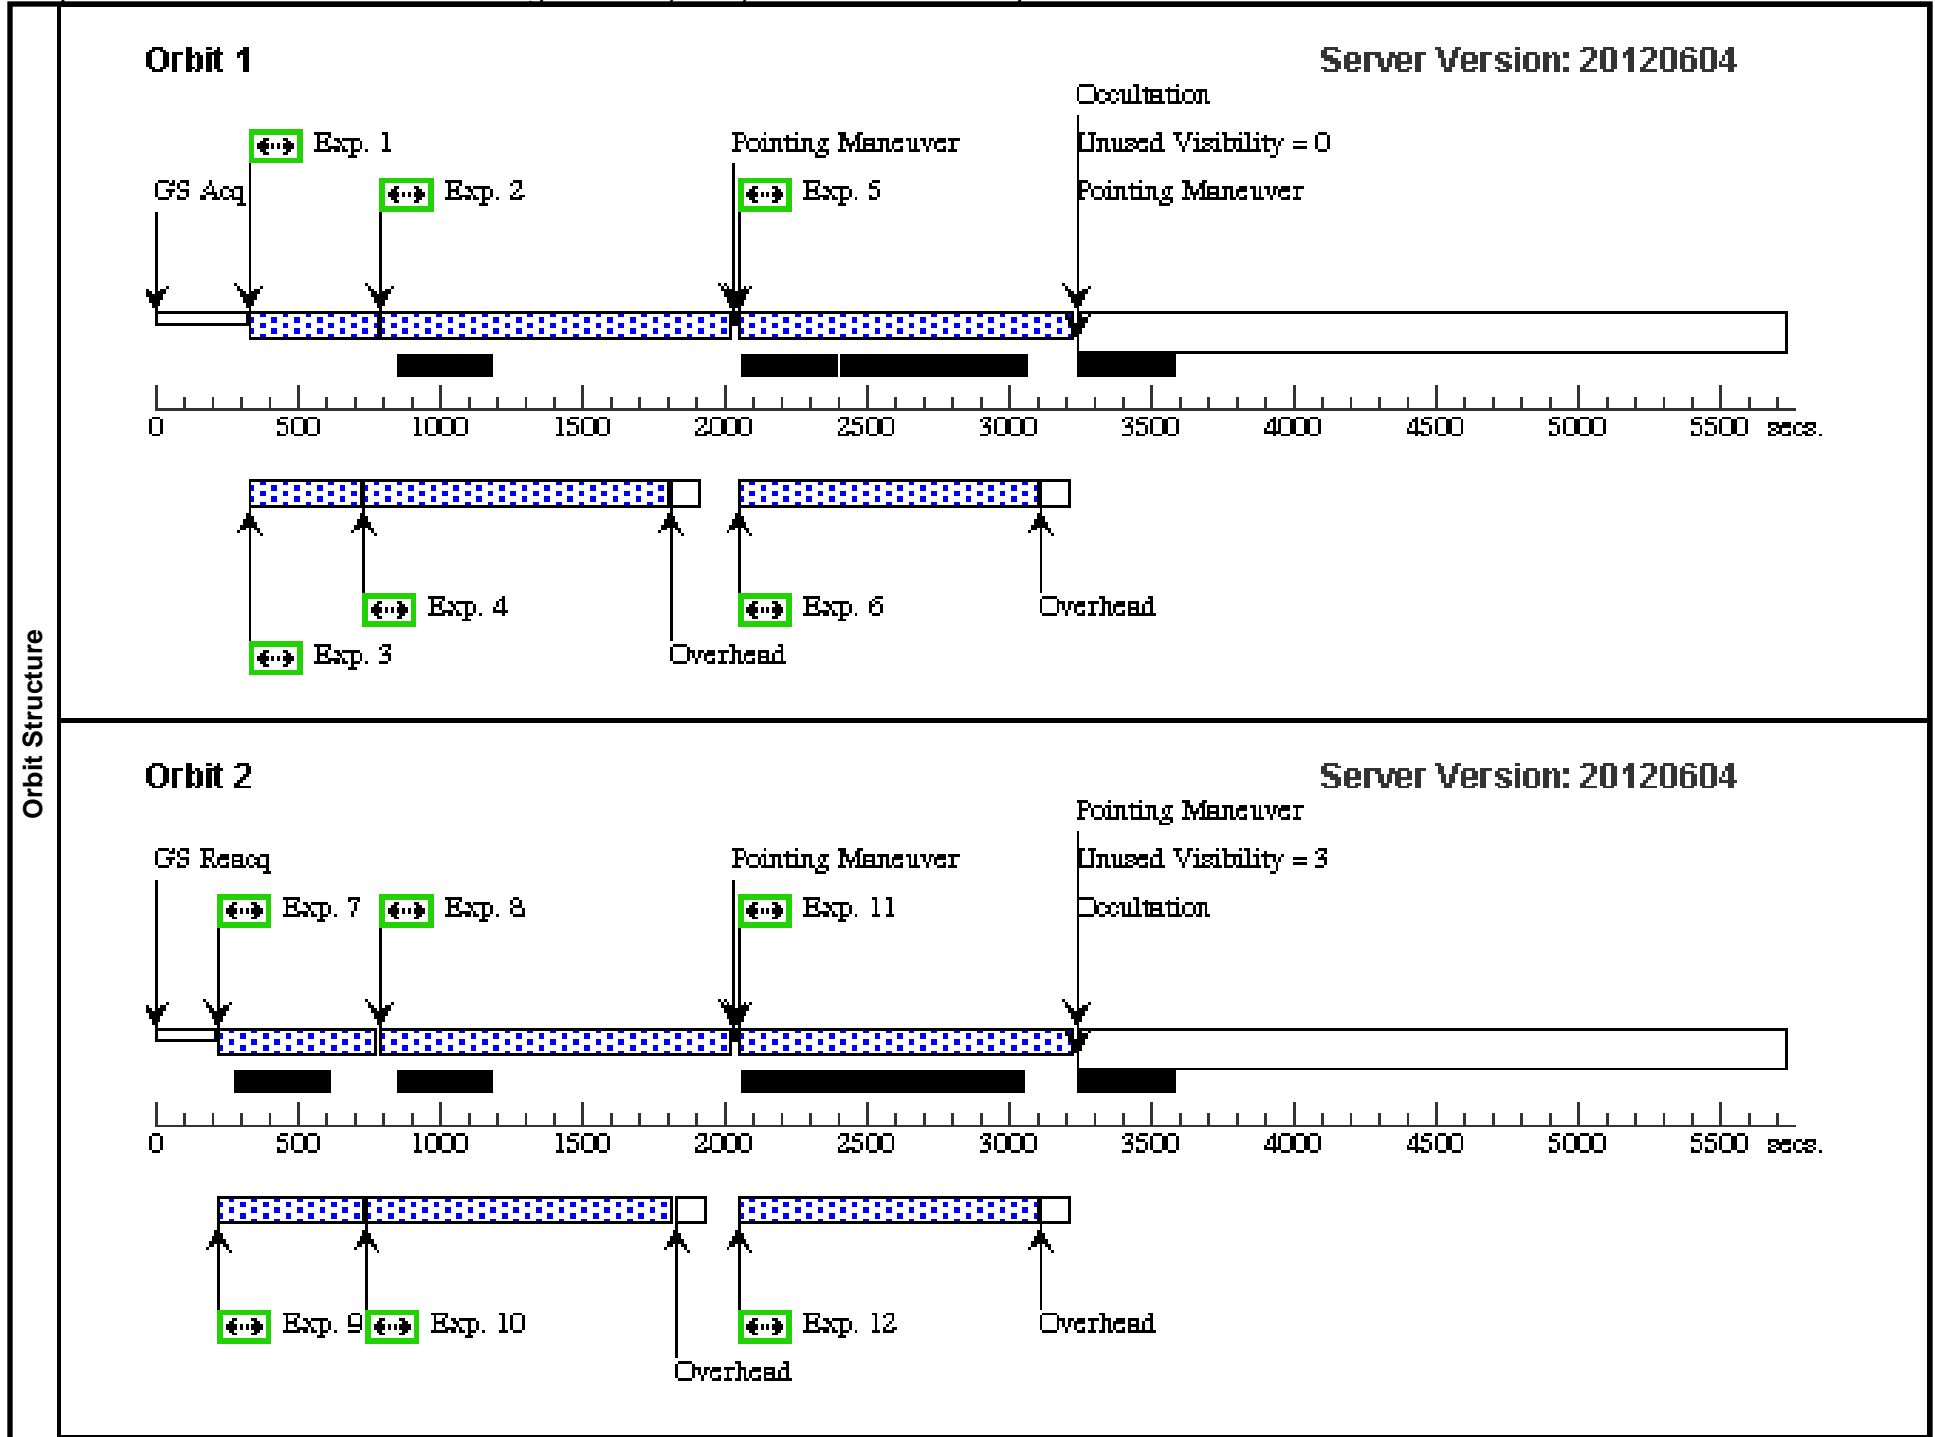 Orbit Structure
Orbit 1
Server Version: 20120604
Occultation
Exp. 1
Pointing Maneuver
Unused Visibility = 0
GS Acq
Exp. 2
Exp. 5
Pointing Maneuver
0 500 1000 1500 2000 2500 3000 3500 4000 4500 5000 5500 secs.
Exp. 4
Exp. 6
Overhead
Exp. 3
Overhead
Orbit 2
Server Version: 20120604
Pointing Maneuver
GS Reacq
Pointing Maneuver
Unused Visibility = 3
Exp. 7
Exp. 8
Exp. 11
Occultation
0 500 1000 1500 2000 2500 3000 3500 4000 4500 5000 5500 secs.
Exp. 9
Exp. 10
Exp. 12
Overhead
Overhead